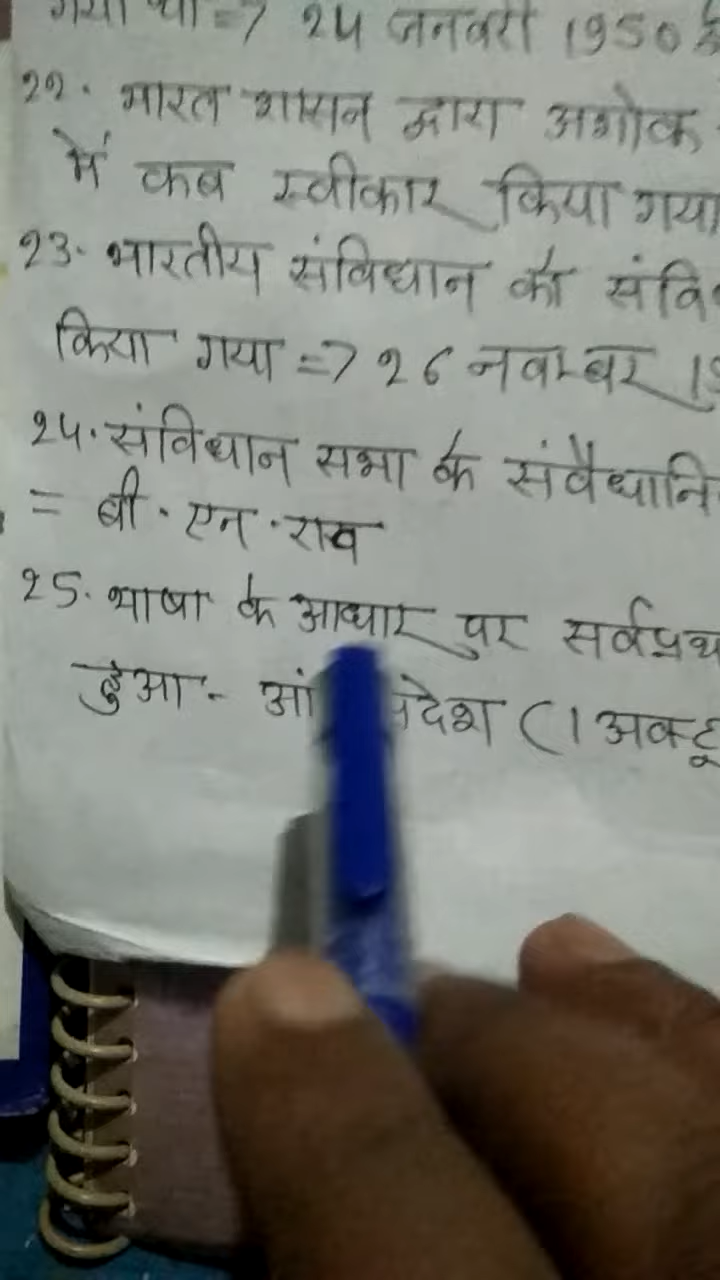 गया था => 24 जनवरी 1950
22. भारत शासन द्वारा अशोक
में कब स्वीकार किया गया
23. भारतीय संविधान को संवि
किया गया => 26 नवम्बर
24. संविधान सभा के संवैधानि
= बी. एन. राव
25. भाषा के आधार पर सर्वप्रथ
हुआ - आं देश (1 अक्टू